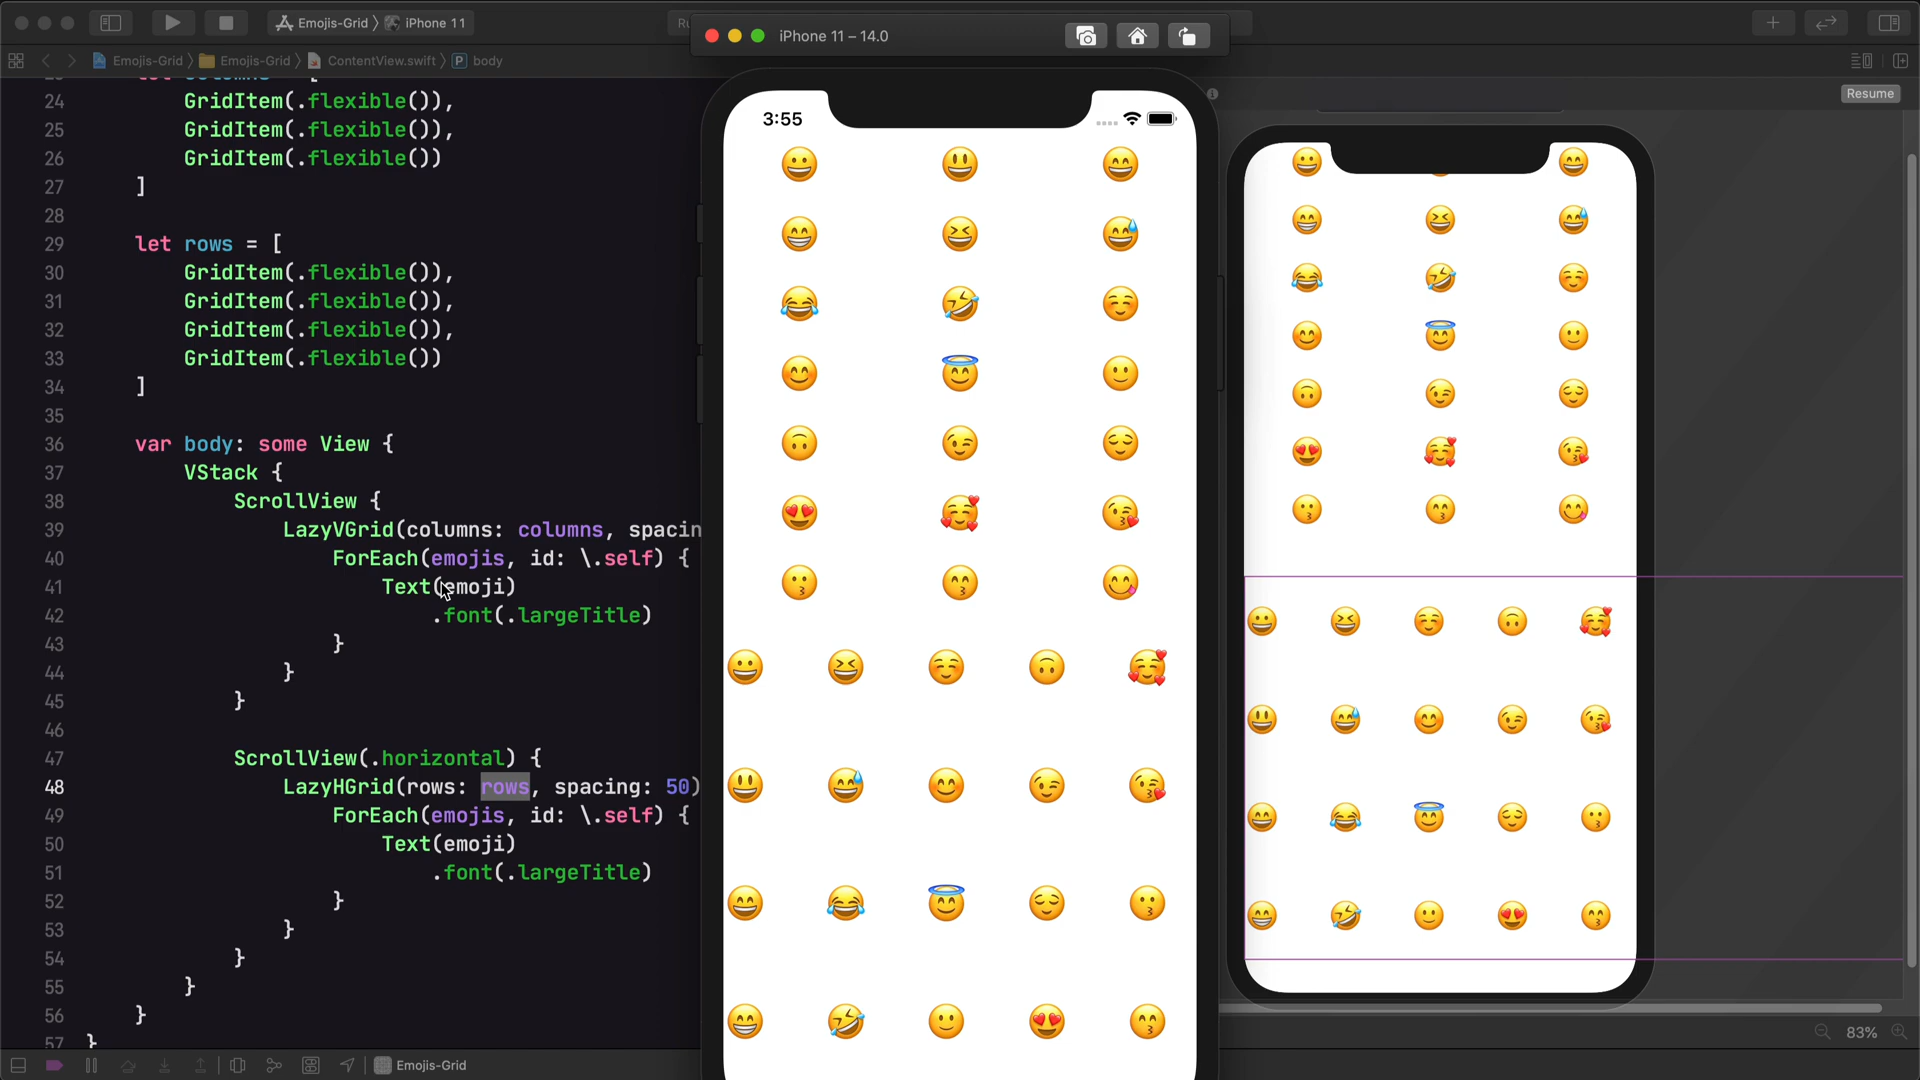 Emojis-Grid iPhone 11
iPhone 11 – 14.0
Emojis-Grid Emojis-Grid ContentView.swift P body
Resume
24 GridItem(.flexible()),
25 GridItem(.flexible()),
26 GridItem(.flexible())
27 ]
28
29 let rows = [
30 GridItem(.flexible()),
31 GridItem(.flexible()),
32 GridItem(.flexible()),
33 GridItem(.flexible())
34 ]
35
36 var body: some View {
37 VStack {
38 ScrollView {
39 LazyVGrid(columns: columns, spacin
40 ForEach(emojis, id: \.self) {
41 Text(emoji)
42 .font(.largeTitle)
43 }
44 }
45 }
46
47 ScrollView(.horizontal) {
48 LazyHGrid(rows: rows, spacing: 50)
49 ForEach(emojis, id: \.self) {
50 Text(emoji)
51 .font(.largeTitle)
52 }
53 }
54 }
55 }
56 }
57 }
3:55
Emojis-Grid
83%